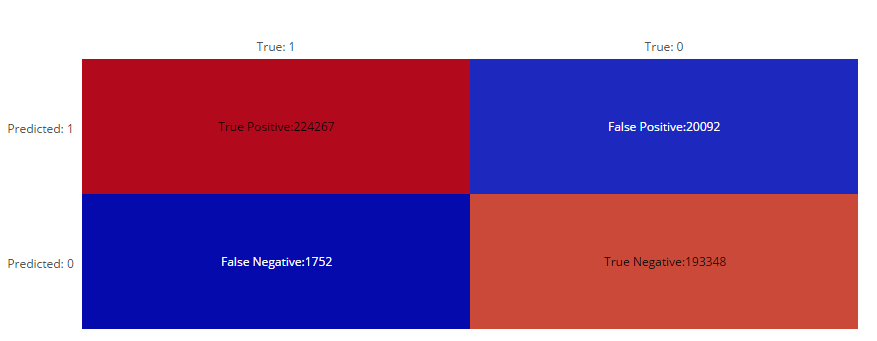 True: 1
True: 0
Predicted: 1
True Positive:224267
False Positive:20092
Predicted: 0
False Negative:1752
True Negative:193348